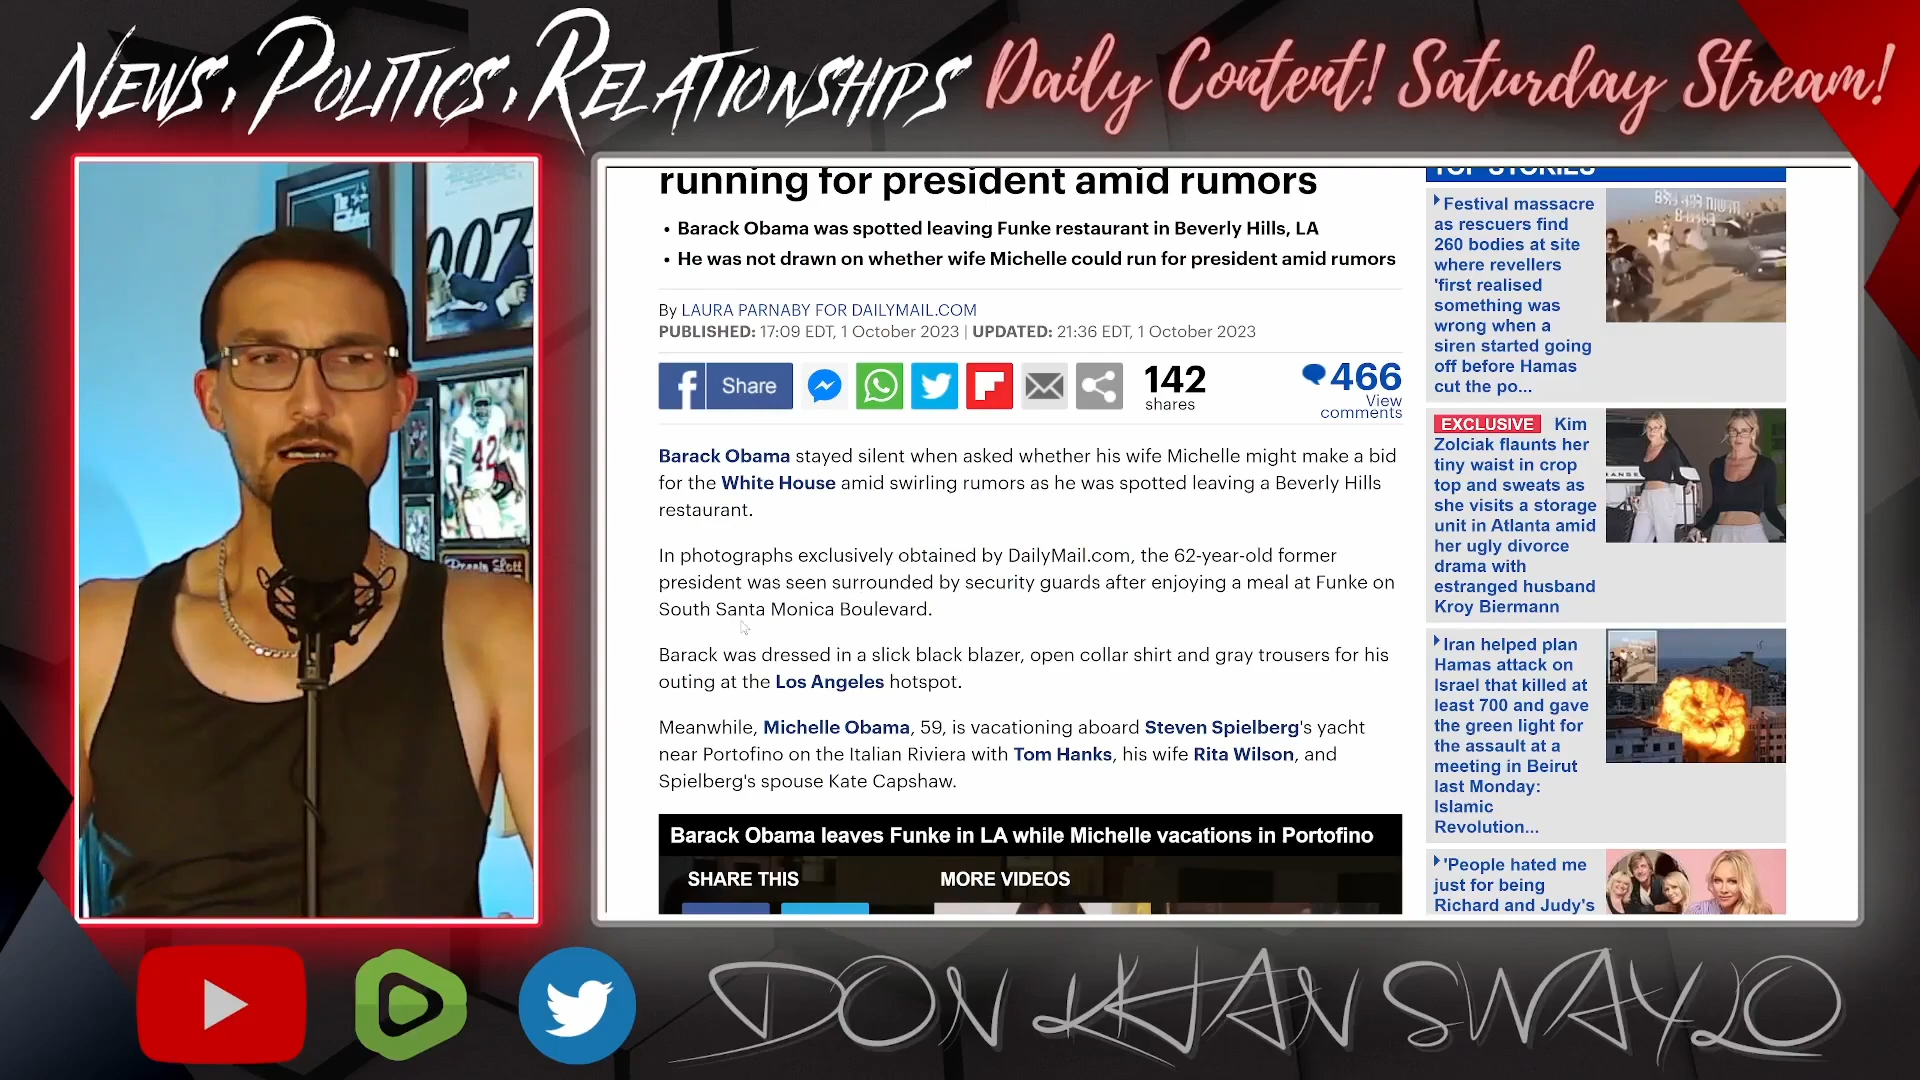 NEWS, POLITICS, RELATIONSHIPS
Daily Content! Saturday Stream!
the
007
42
running for president amid rumors
• Barack Obama was spotted leaving Funke restaurant in Beverly Hills, LA
• He was not drawn on whether wife Michelle could run for president amid rumors
By LAURA PARNABY FOR DAILYMAIL.COM
PUBLISHED: 17:09 EDT, 1 October 2023 | UPDATED: 21:36 EDT, 1 October 2023
Share
142
shares
466
View
comments
Barack Obama stayed silent when asked whether his wife Michelle might make a bid
for the White House amid swirling rumors as he was spotted leaving a Beverly Hills
restaurant.
In photographs exclusively obtained by DailyMail.com, the 62-year-old former
president was seen surrounded by security guards after enjoying a meal at Funke on
South Santa Monica Boulevard.
Barack was dressed in a slick black blazer, open collar shirt and gray trousers for his
outing at the Los Angeles hotspot.
Meanwhile, Michelle Obama, 59, is vacationing aboard Steven Spielberg's yacht
near Portofino on the Italian Riviera with Tom Hanks, his wife Rita Wilson, and
Spielberg's spouse Kate Capshaw.
Barack Obama leaves Funke in LA while Michelle vacations in Portofino
SHARE THIS
MORE VIDEOS
TOP STORIES
Festival massacre
as rescuers find
260 bodies at site
where revellers
'first realised
something was
wrong when a
siren started going
off before Hamas
cut the po...
EXCLUSIVE Kim
Zolciak flaunts her
tiny waist in crop
top and sweats as
she visits a storage
unit in Atlanta amid
her ugly divorce
drama with
estranged husband
Kroy Biermann
Iran helped plan
Hamas attack on
Israel that killed at
least 700 and gave
the green light for
the assault at a
meeting in Beirut
last Monday:
Islamic
Revolution...
'People hated me
just for being
Richard and Judy's
DON KHAN SWAYLO